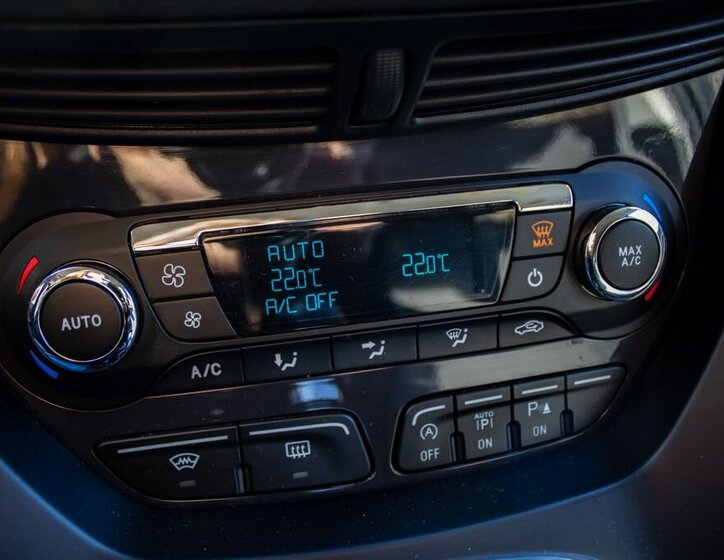 AUTO
22.0℃
A/C OFF
22.0℃
MAX
MAX
A/C
AUTO
A/C
A
OFF
AUTO
(P)
ON
P
ON